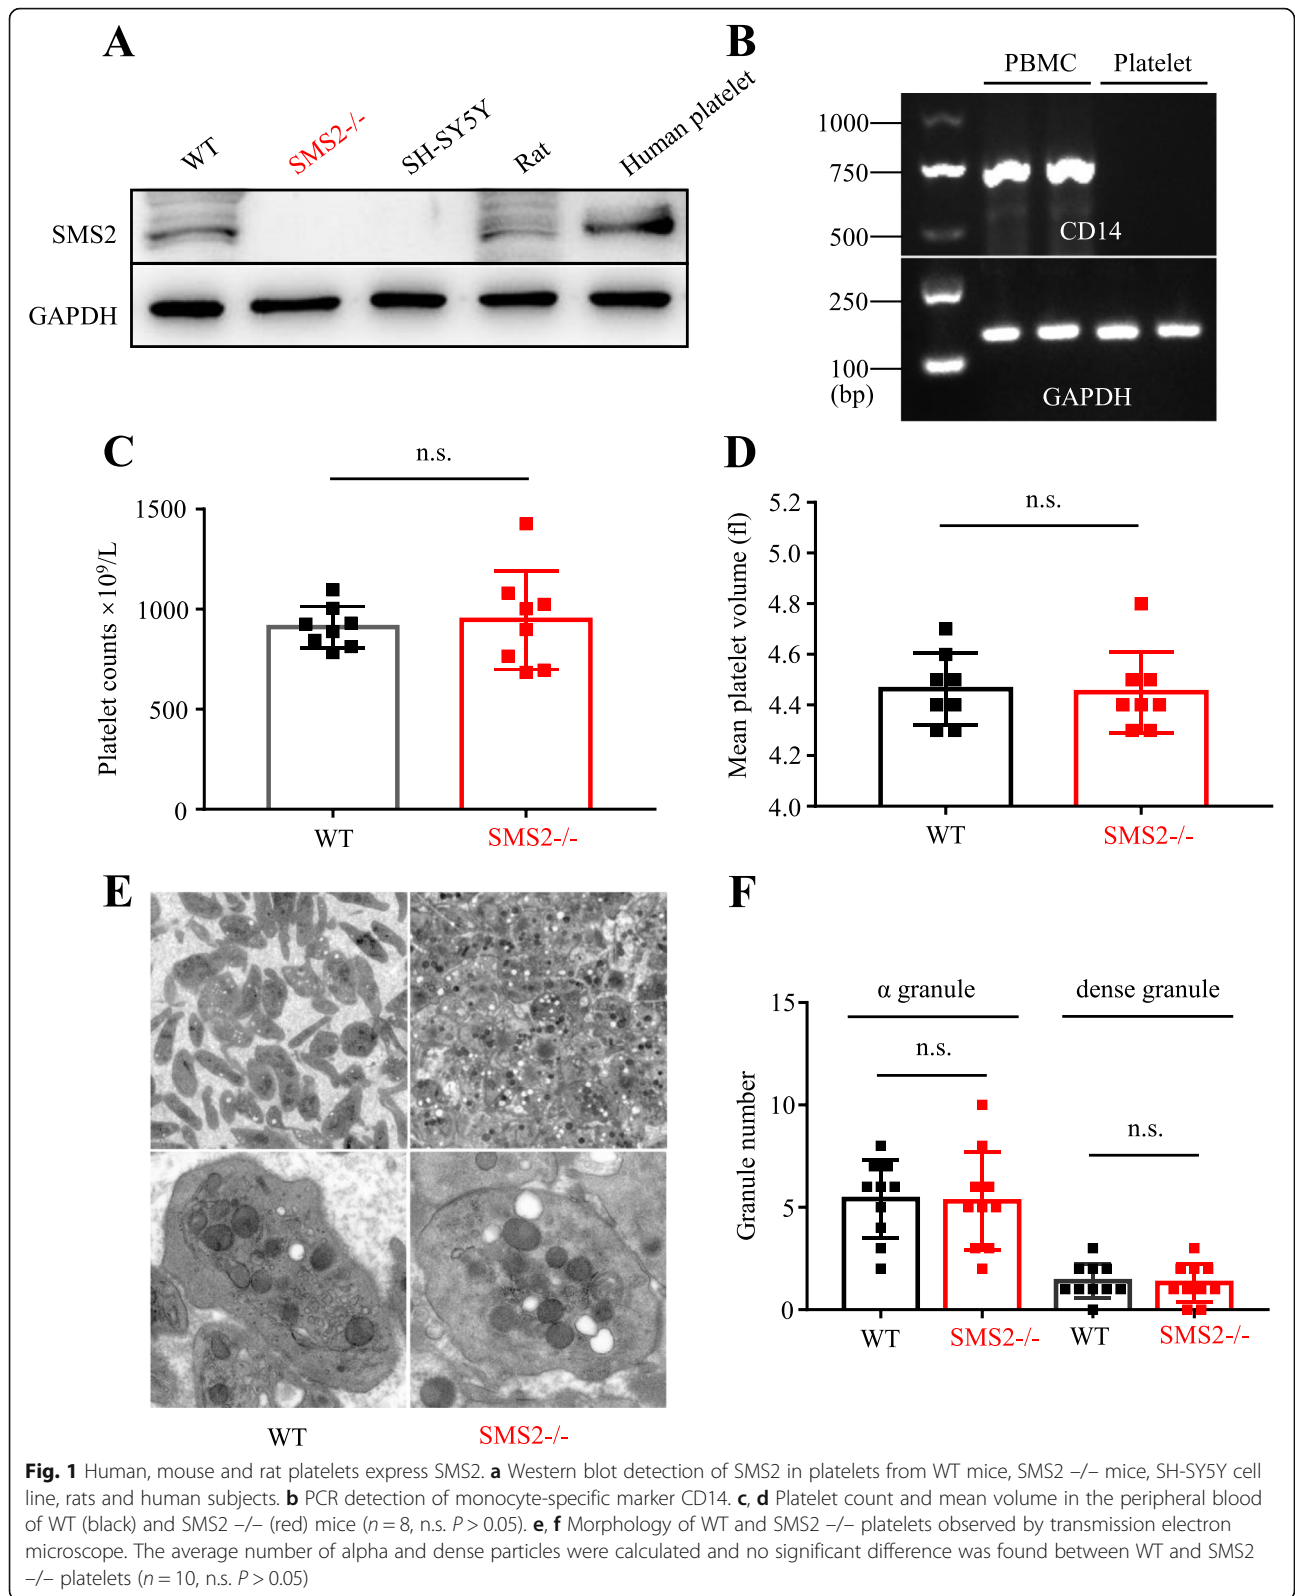 A
WT
SMS2-/-
SH-SY5Y
Rat
Human platelet
SMS2
GAPDH
B
PBMC Platelet
1000
750
500
CD14
250
100
(bp)
GAPDH
C
n.s.
Platelet counts ×10⁹/L
1500
1000
500
0
WT
SMS2-/-
D
n.s.
Mean platelet volume (fl)
5.2
5.0
4.8
4.6
4.4
4.2
4.0
WT
SMS2-/-
E
WT
SMS2-/-
F
α granule
dense granule
n.s.
n.s.
Granule number
15
10
5
0
WT
SMS2-/-
WT
SMS2-/-
Fig. 1 Human, mouse and rat platelets express SMS2. a Western blot detection of SMS2 in platelets from WT mice, SMS2 −/− mice, SH-SY5Y cell
line, rats and human subjects. b PCR detection of monocyte-specific marker CD14. c, d Platelet count and mean volume in the peripheral blood
of WT (black) and SMS2 −/− (red) mice (n = 8, n.s. P > 0.05). e, f Morphology of WT and SMS2 −/− platelets observed by transmission electron
microscope. The average number of alpha and dense particles were calculated and no significant difference was found between WT and SMS2
−/− platelets (n = 10, n.s. P > 0.05)